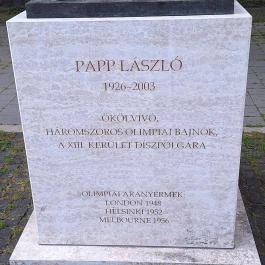 PAPP LÁSZLÓ
1926–2003
ÖKÖLVÍVÓ,
HÁROMSZOROS OLIMPIAI BAJNOK,
A XIII. KERÜLET DÍSZPOLGÁRA
OLIMPIAI ARANYÉRMEK:
LONDON 1948
HELSINKI 1952
MELBOURNE 1956